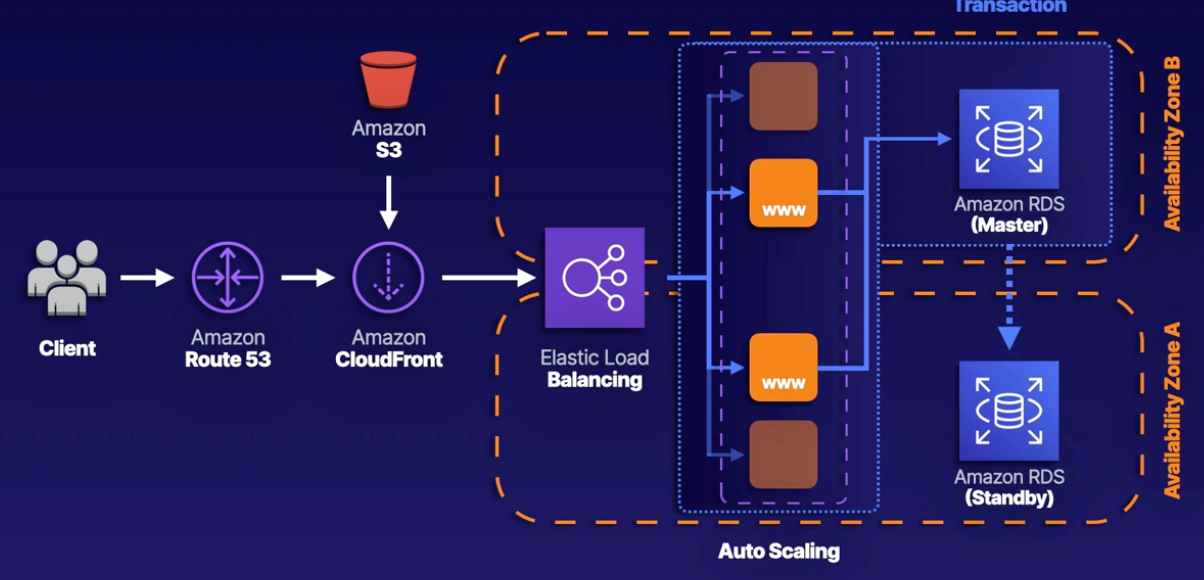 Transaction
Amazon
S3
Client
Amazon
Route 53
Amazon
CloudFront
Elastic Load
Balancing
www
www
Auto Scaling
Amazon RDS
(Master)
Amazon RDS
(Standby)
Availability Zone B
Availability Zone A